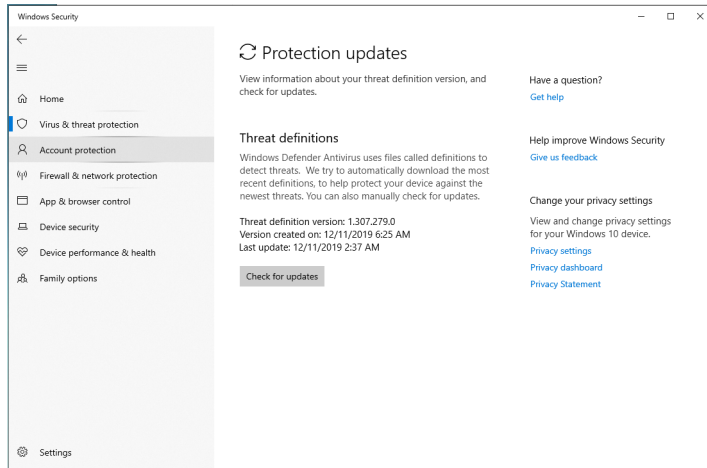 Windows Security
Home
Virus & threat protection
Account protection
Firewall & network protection
App & browser control
Device security
Device performance & health
Family options
Settings
Protection updates
View information about your threat definition version, and
check for updates.
Threat definitions
Windows Defender Antivirus uses files called definitions to
detect threats.  We try to automatically download the most
recent definitions, to help protect your device against the
newest threats. You can also manually check for updates.
Threat definition version: 1.307.279.0
Version created on: 12/11/2019 6:25 AM
Last update: 12/11/2019 2:37 AM
Check for updates
Have a question?
Get help
Help improve Windows Security
Give us feedback
Change your privacy settings
View and change privacy settings
for your Windows 10 device.
Privacy settings
Privacy dashboard
Privacy Statement